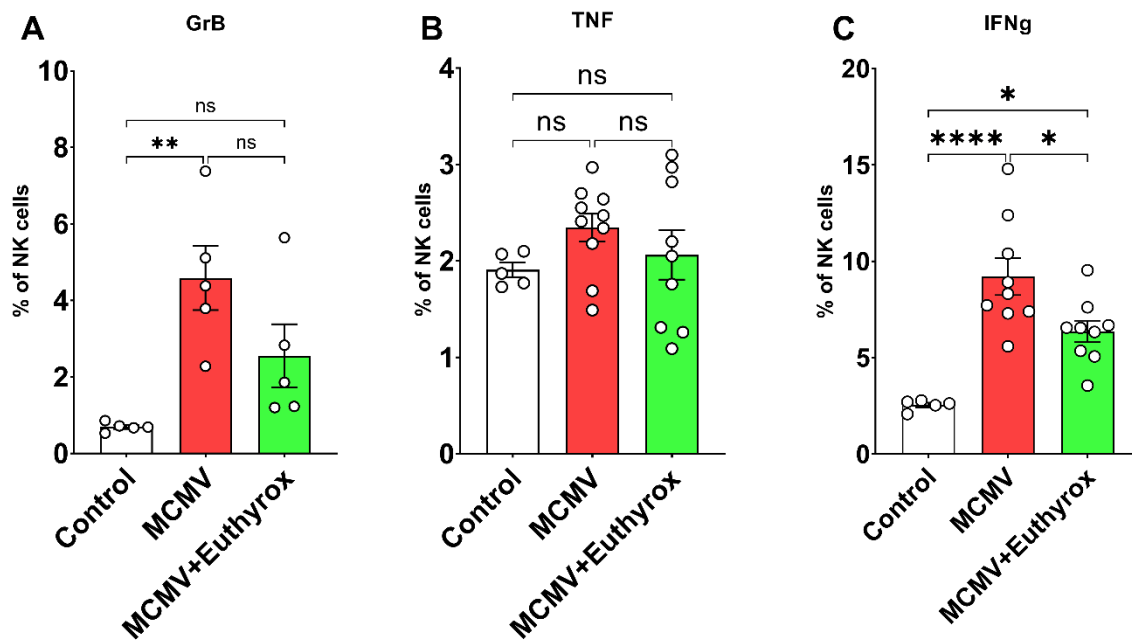 A
GrB
% of NK cells
10
8
6
4
2
0
ns
**
ns
Control
MCMV
MCMV+Euthyrox
B
TNF
% of NK cells
4
3
2
1
0
ns
ns
ns
Control
MCMV
MCMV+Euthyrox
C
IFNg
% of NK cells
20
15
10
5
0
*
****
*
Control
MCMV
MCMV+Euthyrox